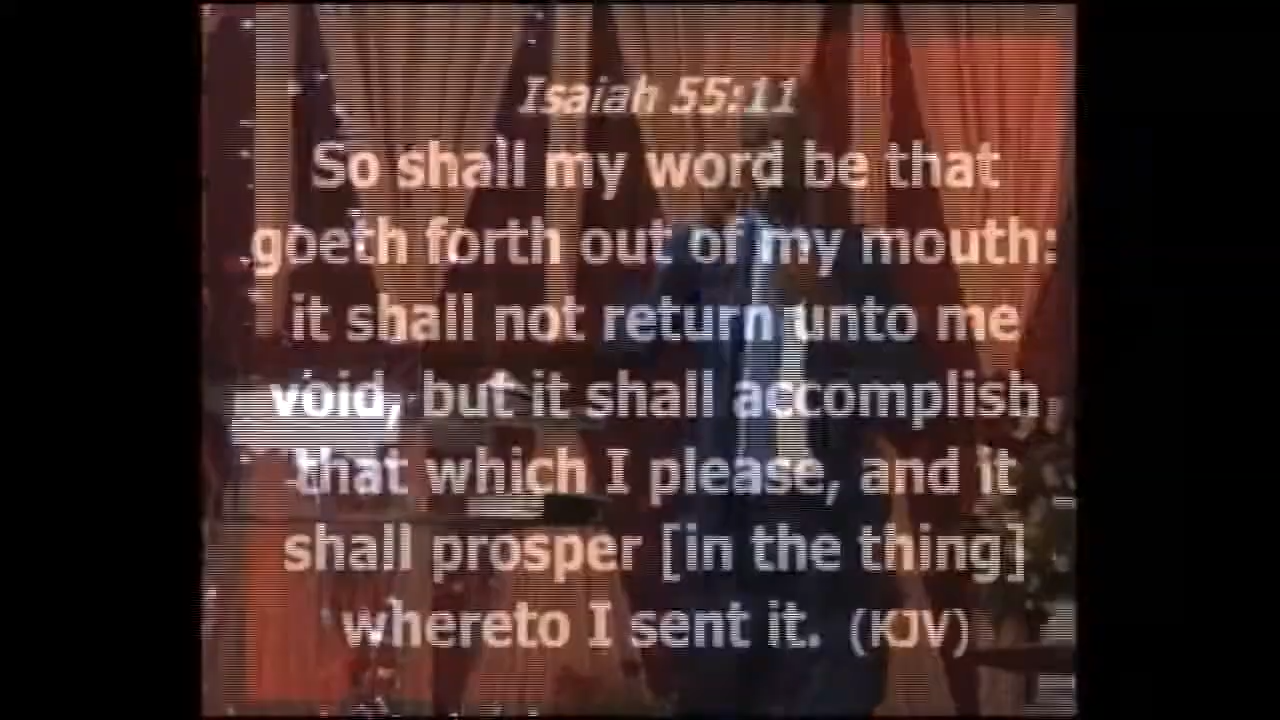 Isaiah 55:11
So shall my word be that
goeth forth out of my mouth:
it shall not return unto me
void, but it shall accomplish
that which I please, and it
shall prosper [in the thing]
whereto I sent it. (KJV)